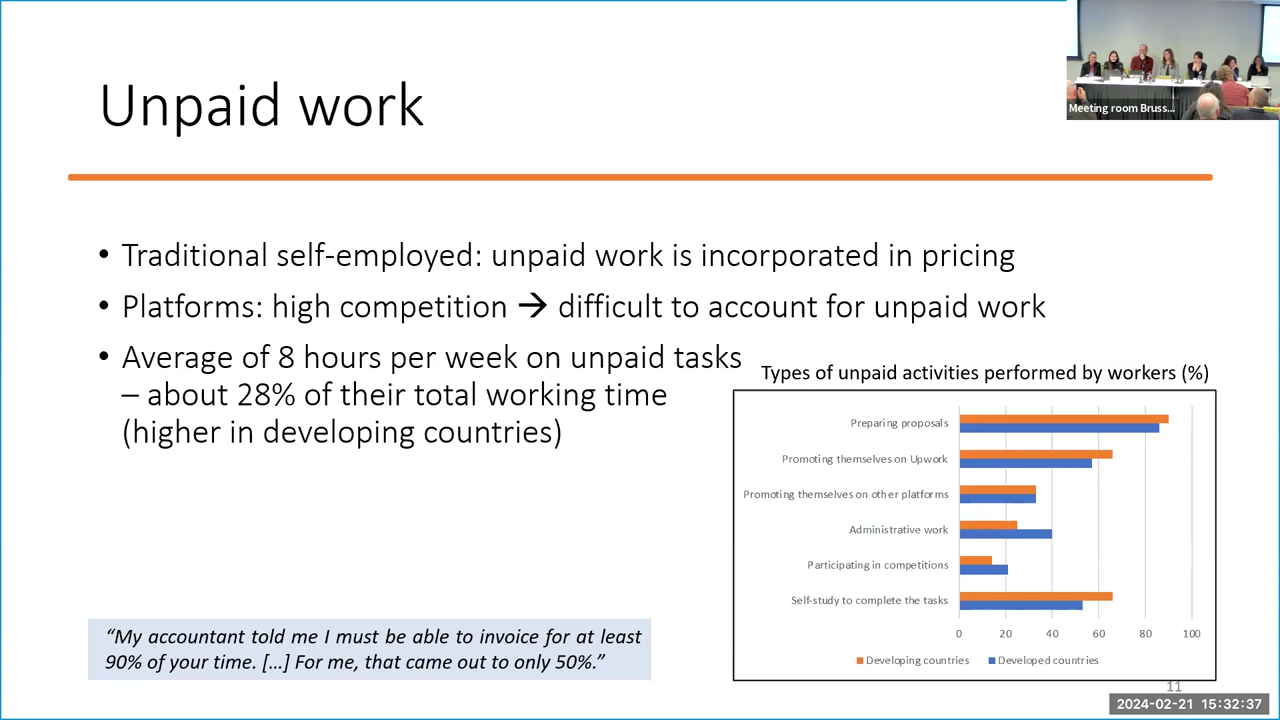 Meeting room Bruss...
Unpaid work
• Traditional self-employed: unpaid work is incorporated in pricing
• Platforms: high competition → difficult to account for unpaid work
• Average of 8 hours per week on unpaid tasks
– about 28% of their total working time
(higher in developing countries)
Types of unpaid activities performed by workers (%)
Preparing proposals
Promoting themselves on Upwork
Promoting themselves on other platforms
Administrative work
Participating in competitions
Self-study to complete the tasks
0 20 40 60 80 100
Developing countries Developed countries
“My accountant told me I must be able to invoice for at least
90% of your time. […] For me, that came out to only 50%.”
11
2024-02-21 15:32:37